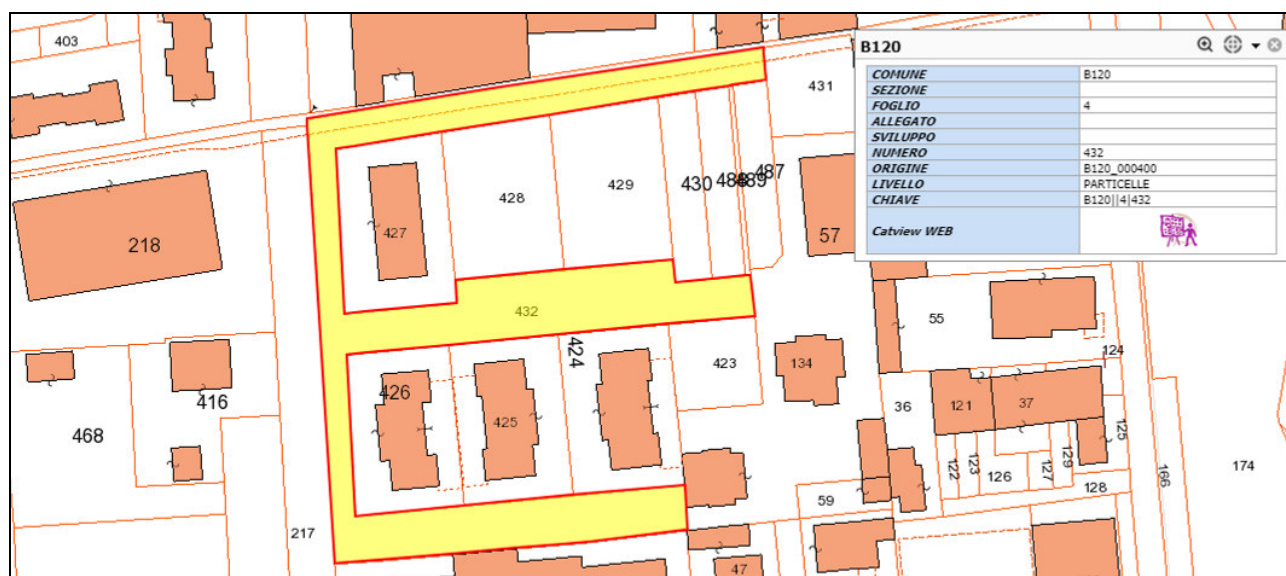 403
B120
COMUNE B120
SEZIONE
FOGLIO 4
ALLEGATO
SVILUPPO
NUMERO 432
ORIGINE B120_000400
LIVELLO PARTICELLE
CHIAVE B120||4|432
Catview WEB
431
487
430 488 489
428 429
427
57
218
432
55
424
423
134
124
416
426
36
121
37
425
468
125
122
123
126
127
129
128
166
174
59
217
47